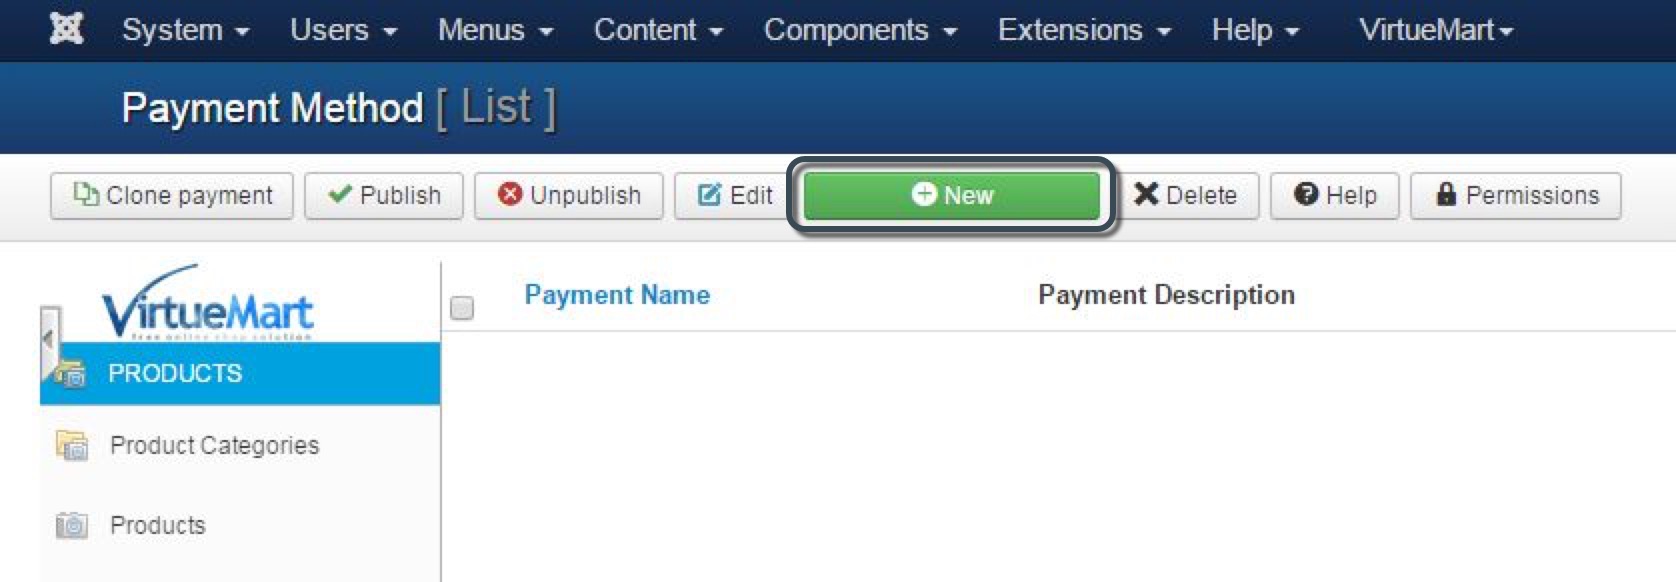 System Users Menus Content Components Extensions Help VirtueMart
Payment Method [ List ]
Clone payment Publish Unpublish Edit New Delete Help Permissions
VirtueMart
free online shop solution
Payment Name Payment Description
PRODUCTS
Product Categories
Products